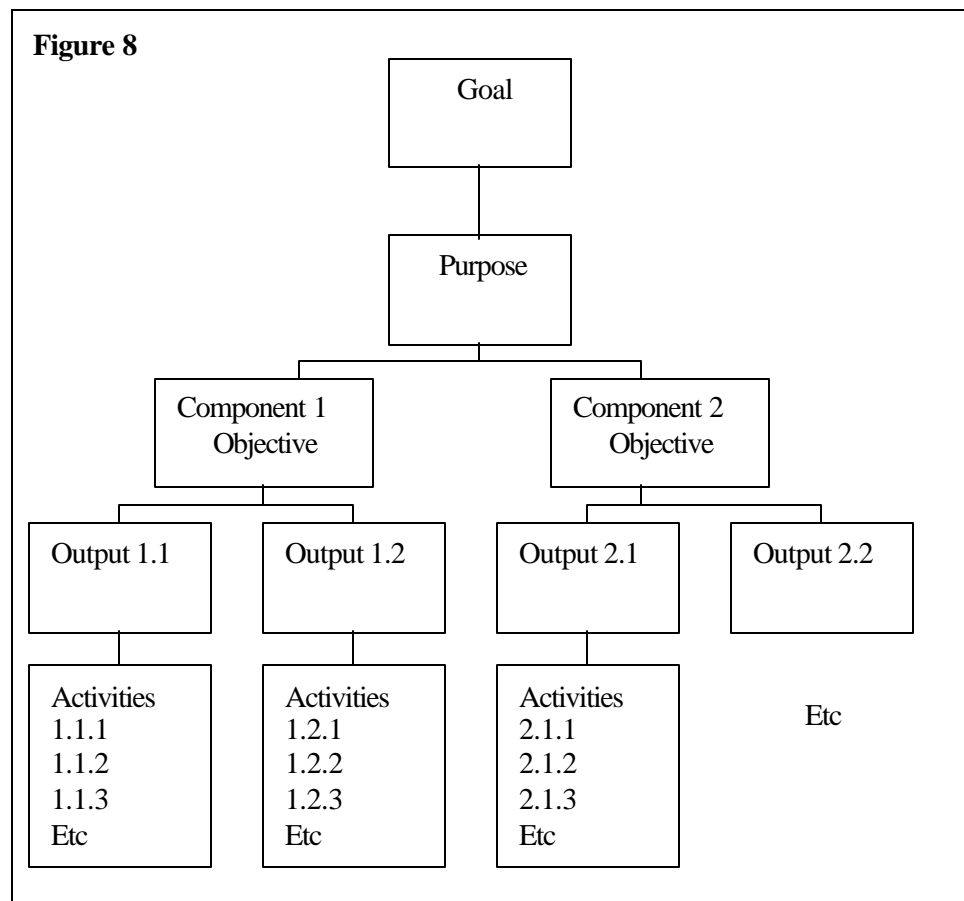 Figure 8
Goal
Purpose
Component 1
Objective
Component 2
Objective
Output 1.1
Output 1.2
Output 2.1
Output 2.2
Activities
1.1.1
1.1.2
1.1.3
Etc
Activities
1.2.1
1.2.2
1.2.3
Etc
Activities
2.1.1
2.1.2
2.1.3
Etc
Etc